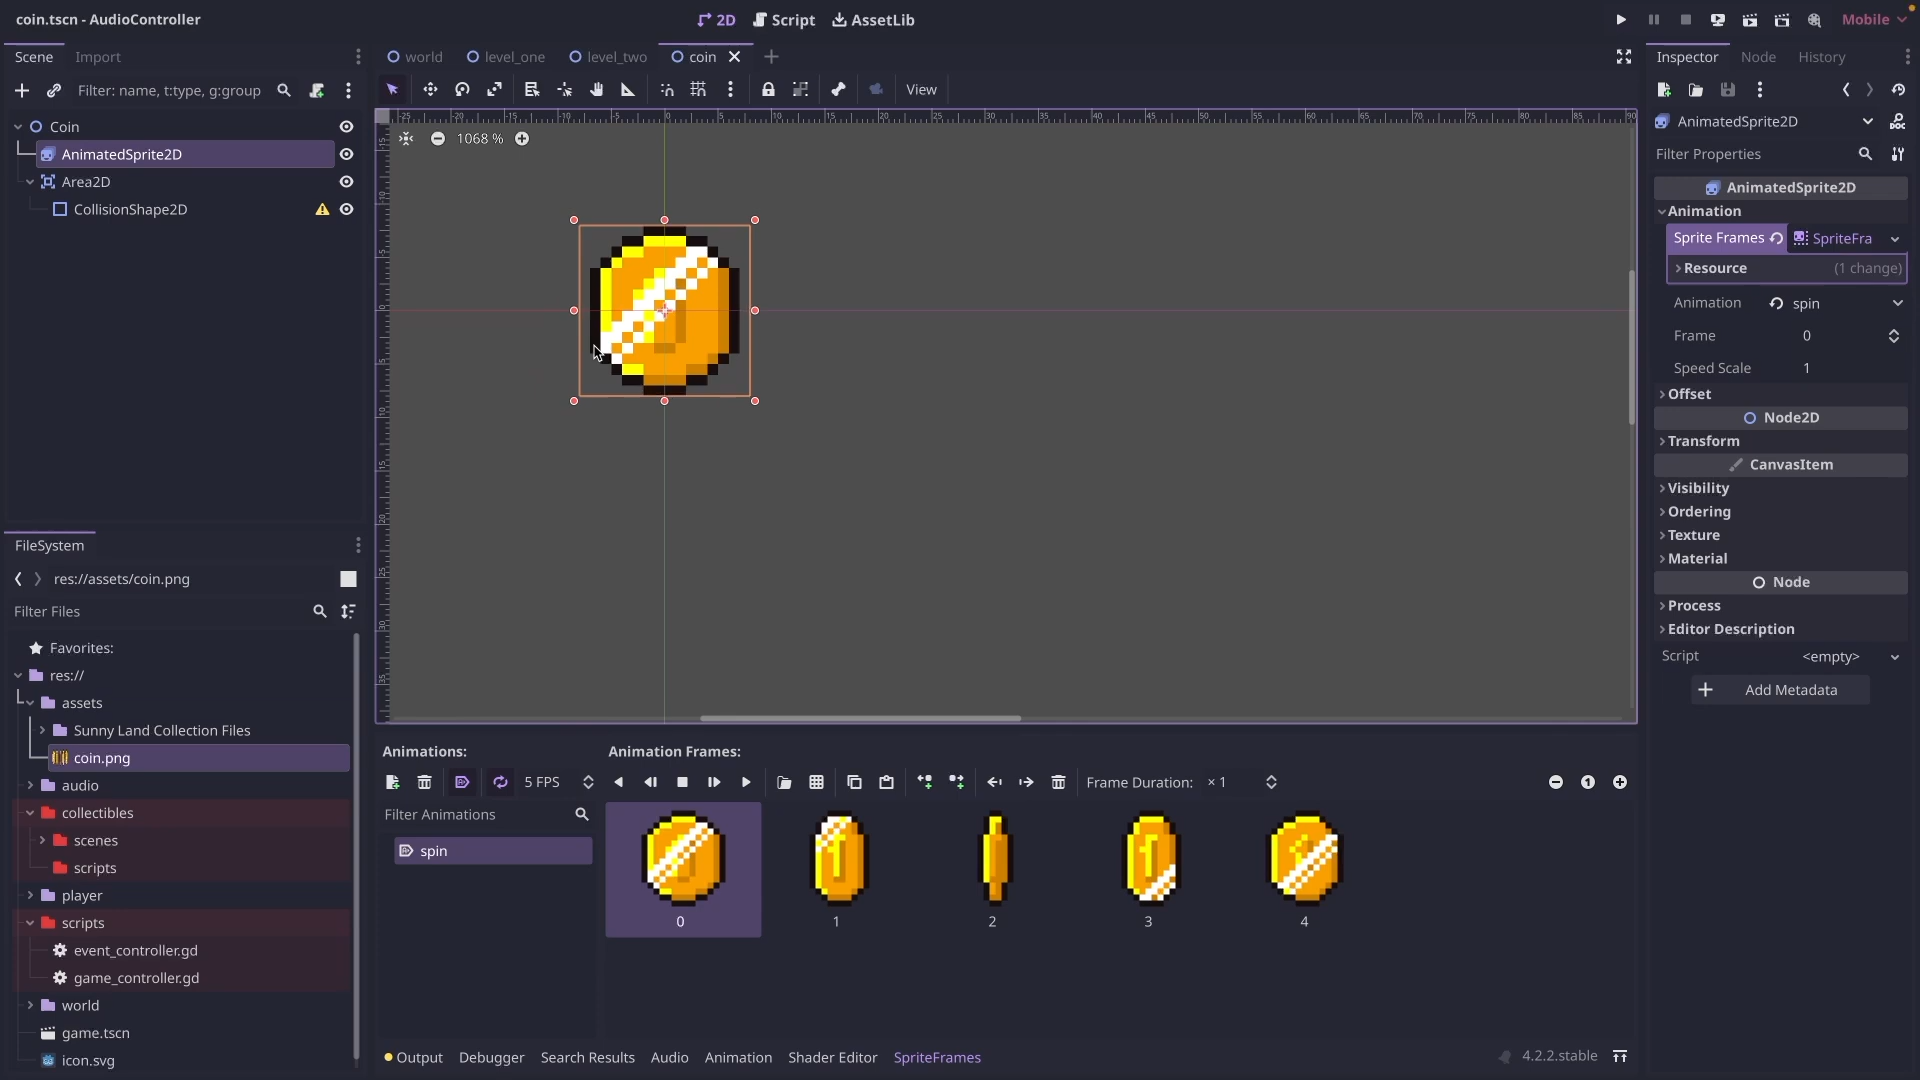 coin.tscn - AudioController
2D Script AssetLib
Mobile
Scene Import
world level_one level_two coin
Inspector Node History
Filter: name, t:type, g:group
View
Coin
AnimatedSprite2D
Area2D
CollisionShape2D
1068 %
AnimatedSprite2D
Filter Properties
AnimatedSprite2D
Animation
Sprite Frames SpriteFra
Resource (1 change)
Animation spin
Frame 0
Speed Scale 1
Offset
Node2D
Transform
CanvasItem
Visibility
Ordering
Texture
Material
Node
Process
Editor Description
Script <empty>
Add Metadata
FileSystem
res://assets/coin.png
Filter Files
Favorites:
res://
assets
Sunny Land Collection Files
coin.png
audio
collectibles
scenes
scripts
player
scripts
event_controller.gd
game_controller.gd
world
game.tscn
icon.svg
Animations: Animation Frames:
5 FPS Frame Duration: × 1
Filter Animations
spin
0 1 2 3 4
Output Debugger Search Results Audio Animation Shader Editor SpriteFrames
4.2.2.stable